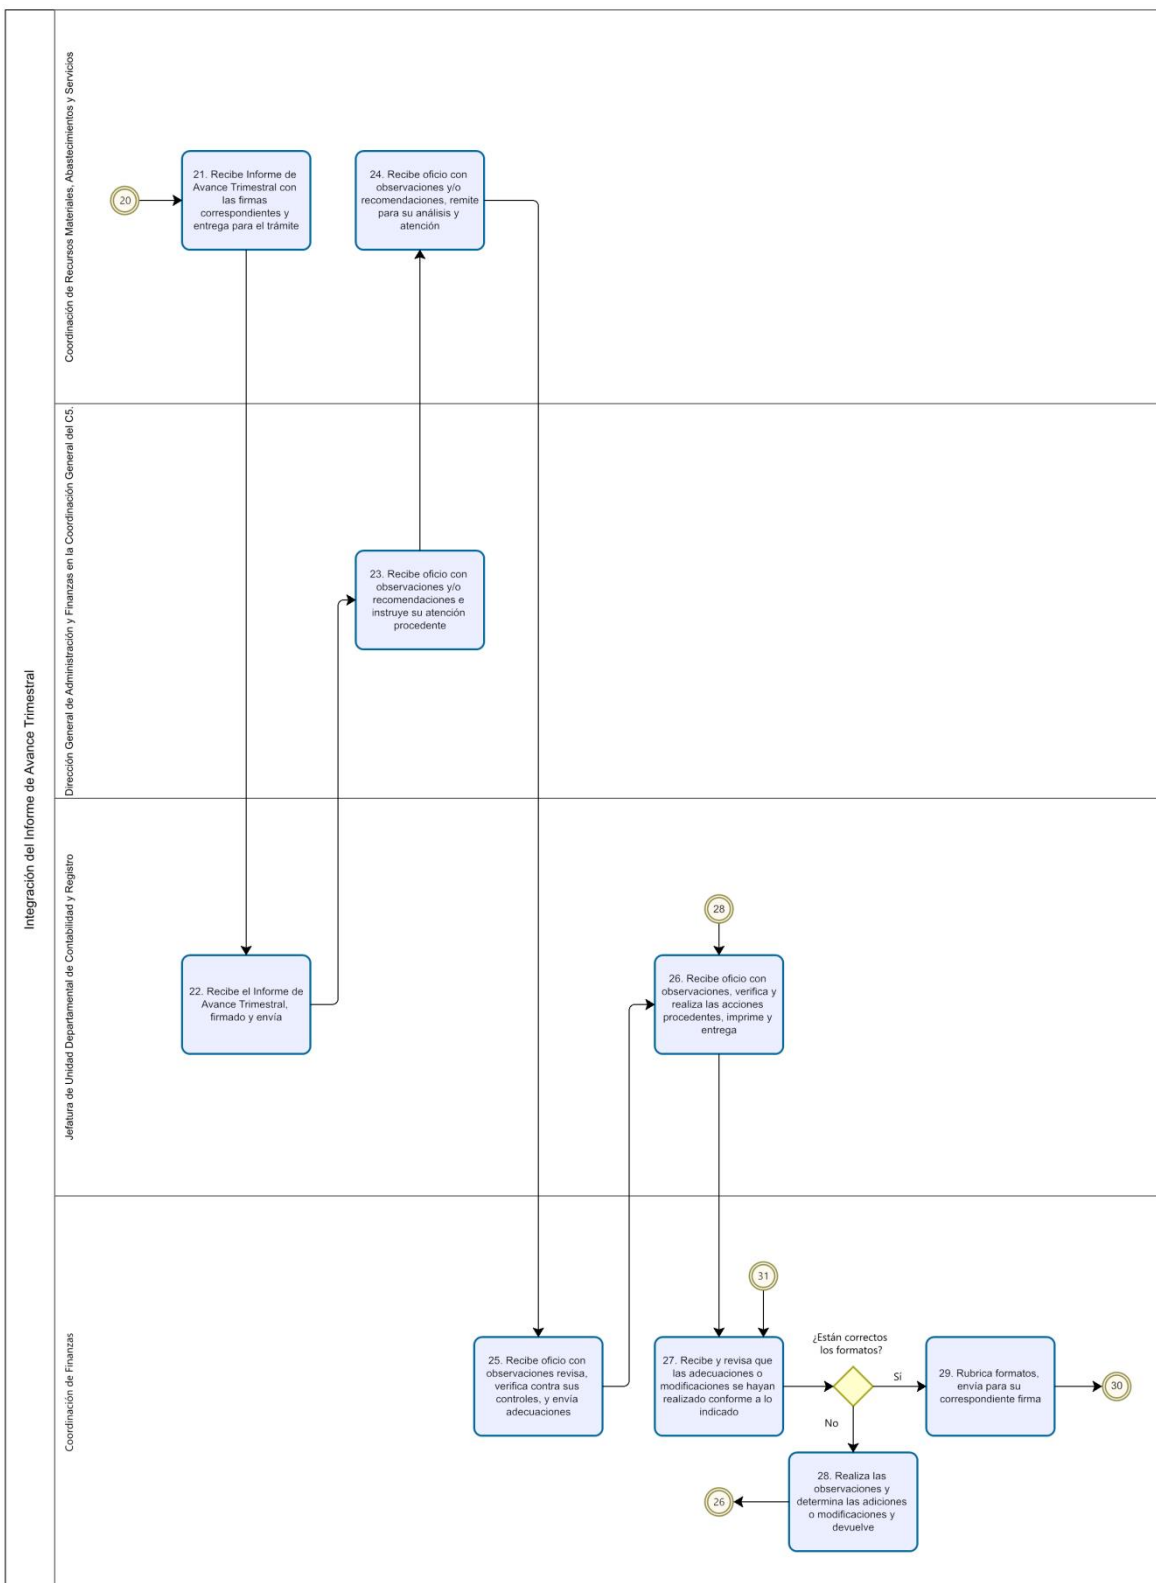 Integración del Informe de Avance Trimestral
Coordinación de Recursos Materiales, Abastecimientos y Servicios
20
21. Recibe Informe de
Avance Trimestral con
las firmas
correspondientes y
entrega para el trámite
24. Recibe oficio con
observaciones y/o
recomendaciones, remite
para su análisis y
atención
Dirección General de Administración y Finanzas en la Coordinación General del C5.
23. Recibe oficio con
observaciones y/o
recomendaciones e
instruye su atención
procedente
Jefatura de Unidad Departamental de Contabilidad y Registro
22. Recibe el Informe de
Avance Trimestral,
firmado y envía
28
26. Recibe oficio con
observaciones, verifica y
realiza las acciones
procedentes, imprime y
entrega
Coordinación de Finanzas
25. Recibe oficio con
observaciones revisa,
verifica contra sus
controles, y envía
adecuaciones
31
27. Recibe y revisa que
las adecuaciones o
modificaciones se hayan
realizado conforme a lo
indicado
¿Están correctos
los formatos?
Sí
No
29. Rubrica formatos,
envía para su
correspondiente firma
30
28. Realiza las
observaciones y
determina las adiciones
o modificaciones y
devuelve
26